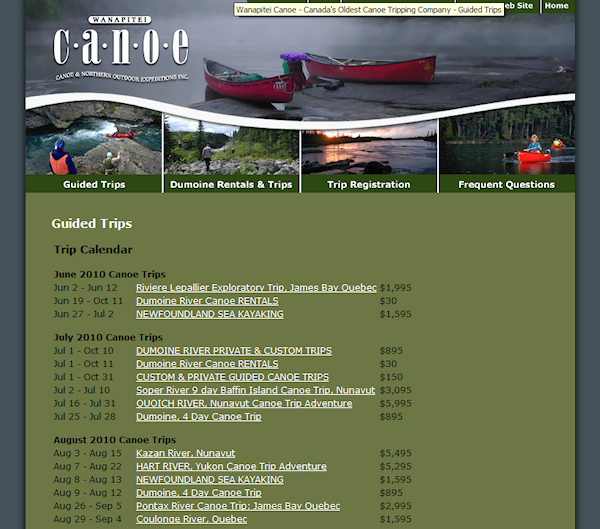 Wanapitei Canoe - Canada's Oldest Canoe Tripping Company - Guided Trips
eb Site
Home
WANAPITEI
c·a·n·o·e
CANOE & NORTHERN OUTDOOR EXPEDITIONS INC.
Guided Trips
Dumoine Rentals & Trips
Trip Registration
Frequent Questions
Guided Trips
Trip Calendar
June 2010 Canoe Trips
Jun 2 - Jun 12 Riviere Lepallier Exploratory Trip, James Bay Quebec $1,995
Jun 19 - Oct 11 Dumoine River Canoe RENTALS $30
Jun 27 - Jul 2 NEWFOUNDLAND SEA KAYAKING $1,595
July 2010 Canoe Trips
Jul 1 - Oct 10 DUMOINE RIVER PRIVATE & CUSTOM TRIPS $895
Jul 1 - Oct 11 Dumoine River Canoe RENTALS $30
Jul 1 - Oct 31 CUSTOM & PRIVATE GUIDED CANOE TRIPS $150
Jul 2 - Jul 10 Soper River 9 day Baffin Island Canoe Trip, Nunavut $3,095
Jul 16 - Jul 31 QUOICH RIVER, Nunavut Canoe Trip Adventure $5,995
Jul 25 - Jul 28 Dumoine, 4 Day Canoe Trip $895
August 2010 Canoe Trips
Aug 3 - Aug 15 Kazan River, Nunavut $5,495
Aug 7 - Aug 22 HART RIVER, Yukon Canoe Trip Adventure $5,295
Aug 8 - Aug 13 NEWFOUNDLAND SEA KAYAKING $1,595
Aug 9 - Aug 12 Dumoine, 4 Day Canoe Trip $895
Aug 26 - Sep 5 Pontax River Canoe Trip: James Bay Quebec $2,995
Aug 29 - Sep 4 Coulonge River, Quebec $1,595